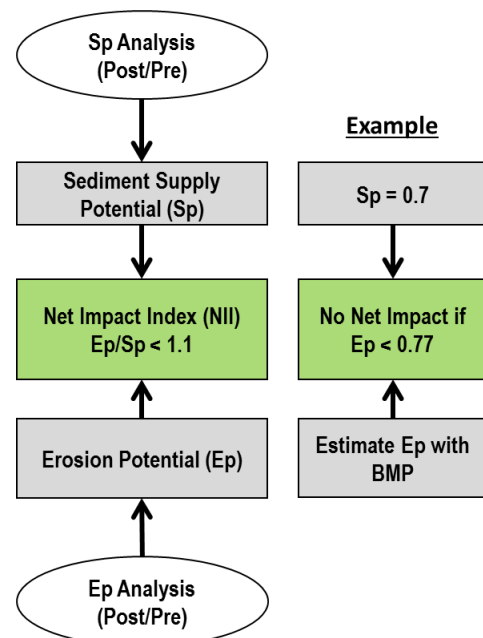 Sp Analysis
(Post/Pre)
Sediment Supply
Potential (Sp)
Net Impact Index (NII)
Ep/Sp < 1.1
Erosion Potential (Ep)
Ep Analysis
(Post/Pre)
Example
Sp = 0.7
No Net Impact if
Ep < 0.77
Estimate Ep with
BMP